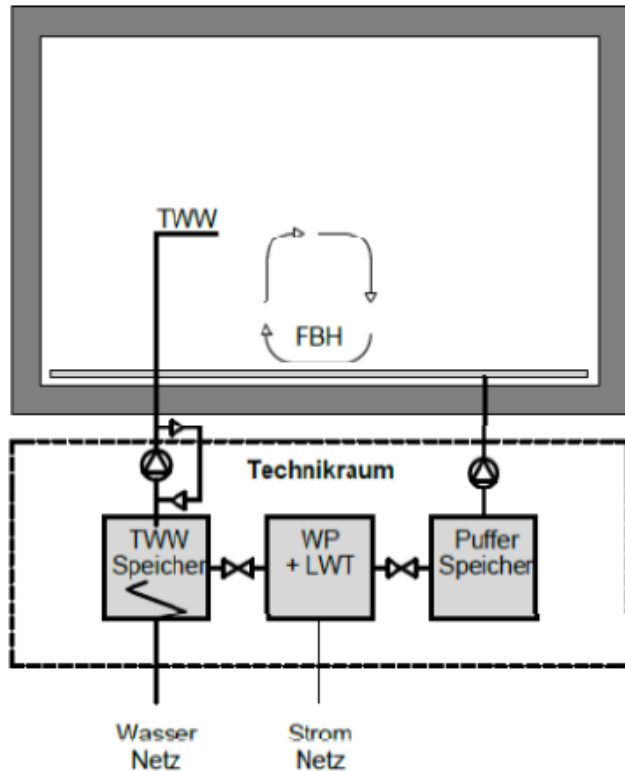 TWW
FBH
Technikraum
TWW
Speicher
WP
+ LWT
Puffer
Speicher
Wasser
Netz
Strom
Netz